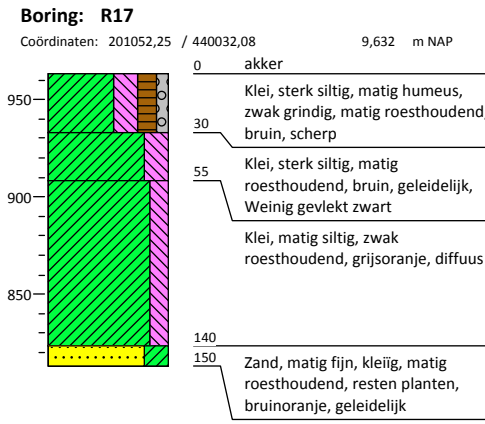 Boring: R17
Coördinaten: 201052,25 / 440032,08 9,632 m NAP
0 akker
950
Klei, sterk siltig, matig humeus,
zwak grindig, matig roesthoudend,
30 bruin, scherp
Klei, sterk siltig, matig
55 roesthoudend, bruin, geleidelijk,
900 Weinig gevlekt zwart
Klei, matig siltig, zwak
roesthoudend, grijsoranje, diffuus
850
140
150 Zand, matig fijn, kleiïg, matig
roesthoudend, resten planten,
bruinoranje, geleidelijk